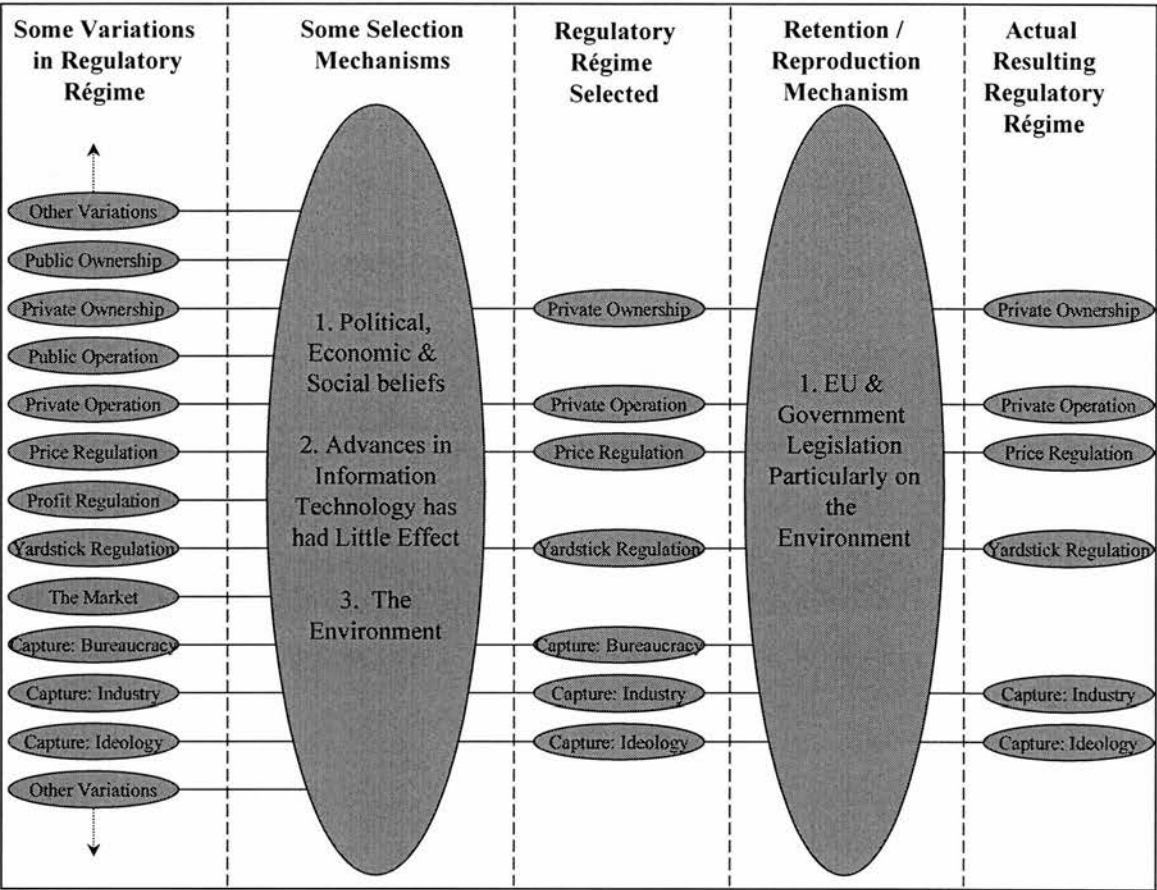 Some Variations
in Regulatory
Régime
Some Selection
Mechanisms
Regulatory
Régime
Selected
Retention /
Reproduction
Mechanism
Actual
Resulting
Regulatory
Régime
Other Variations
Public Ownership
Private Ownership
Public Operation
Private Operation
Price Regulation
Profit Regulation
Yardstick Regulation
The Market
Capture: Bureaucracy
Capture: Industry
Capture: Ideology
Other Variations
1. Political,
Economic &
Social beliefs
2. Advances in
Information
Technology has
had Little Effect
3. The
Environment
Private Ownership
Private Operation
Price Regulation
Yardstick Regulation
Capture: Bureaucracy
Capture: Industry
Capture: Ideology
1. EU &
Government
Legislation
Particularly on
the
Environment
Private Ownership
Private Operation
Price Regulation
Yardstick Regulation
Capture: Industry
Capture: Ideology